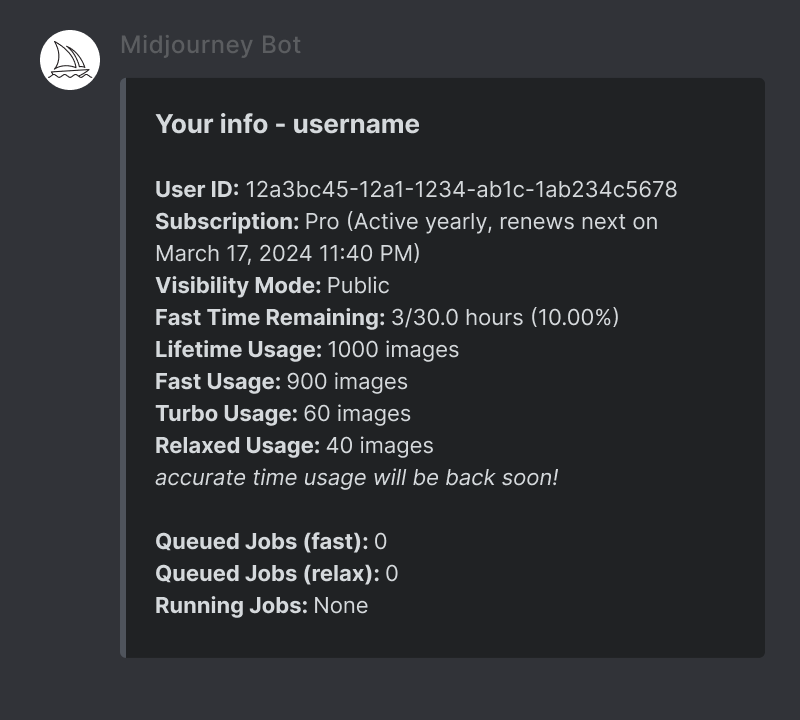 Midjourney Bot
Your info - username
User ID: 12a3bc45-12a1-1234-ab1c-1ab234c5678
Subscription: Pro (Active yearly, renews next on
March 17, 2024 11:40 PM)
Visibility Mode: Public
Fast Time Remaining: 3/30.0 hours (10.00%)
Lifetime Usage: 1000 images
Fast Usage: 900 images
Turbo Usage: 60 images
Relaxed Usage: 40 images
accurate time usage will be back soon!
Queued Jobs (fast): 0
Queued Jobs (relax): 0
Running Jobs: None